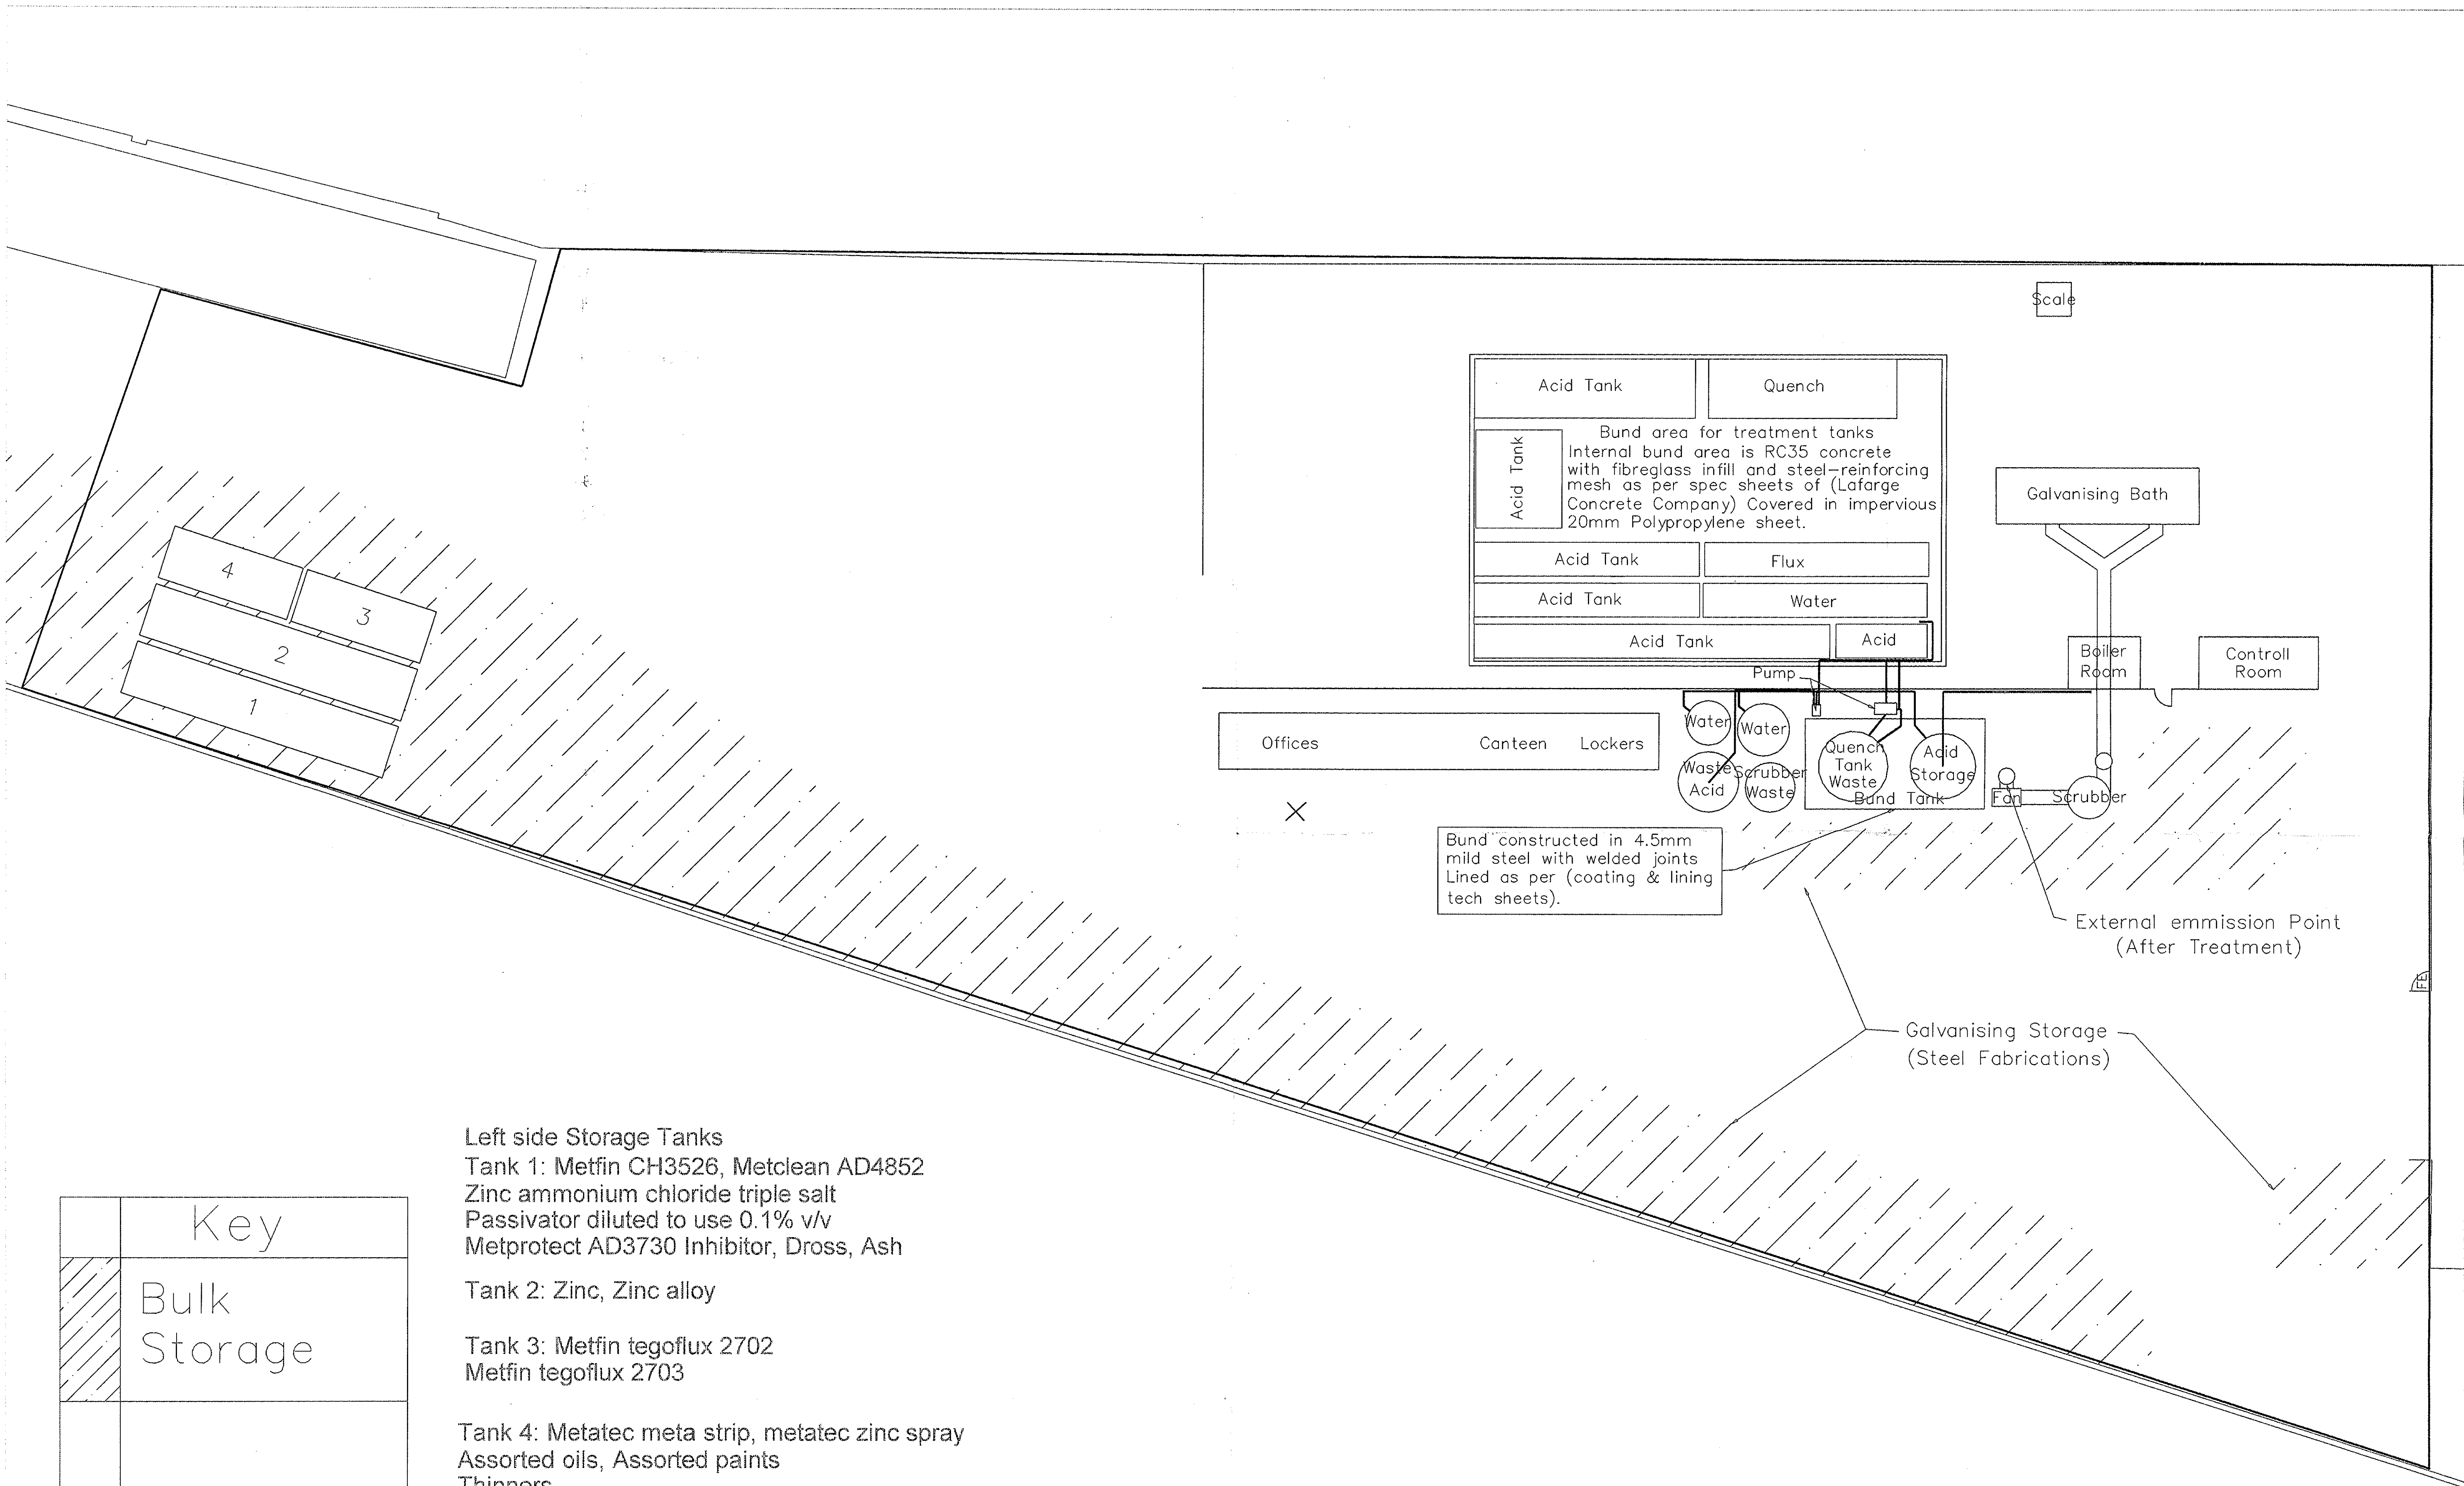 Scale
Acid Tank
Quench
Acid Tank
Bund area for treatment tanks
Internal bund area is RC35 concrete
with fibreglass infill and steel-reinforcing
mesh as per spec sheets of (Lafarge
Concrete Company) Covered in impervious
20mm Polypropylene sheet.
Galvanising Bath
Acid Tank
Flux
Acid Tank
Water
Acid Tank
Acid
Boiler
Room
Controll
Room
Pump
4
3
2
1
Offices
Canteen
Lockers
Water
Water
Waste
Acid
Scrubber
Waste
Quench
Tank
Waste
Acid
Storage
Bund Tank
Fan
Scrubber
Bund constructed in 4.5mm
mild steel with welded joints
Lined as per (coating & lining
tech sheets).
External emmission Point
(After Treatment)
FE
Galvanising Storage
(Steel Fabrications)
Left side Storage Tanks
Tank 1: Metfin CH3526, Metclean AD4852
Zinc ammonium chloride triple salt
Passivator diluted to use 0.1% v/v
Metprotect AD3730 Inhibitor, Dross, Ash
Tank 2: Zinc, Zinc alloy
Tank 3: Metfin tegoflux 2702
Metfin tegoflux 2703
Tank 4: Metatec meta strip, metatec zinc spray
Assorted oils, Assorted paints
Thinners
Key
Bulk
Storage